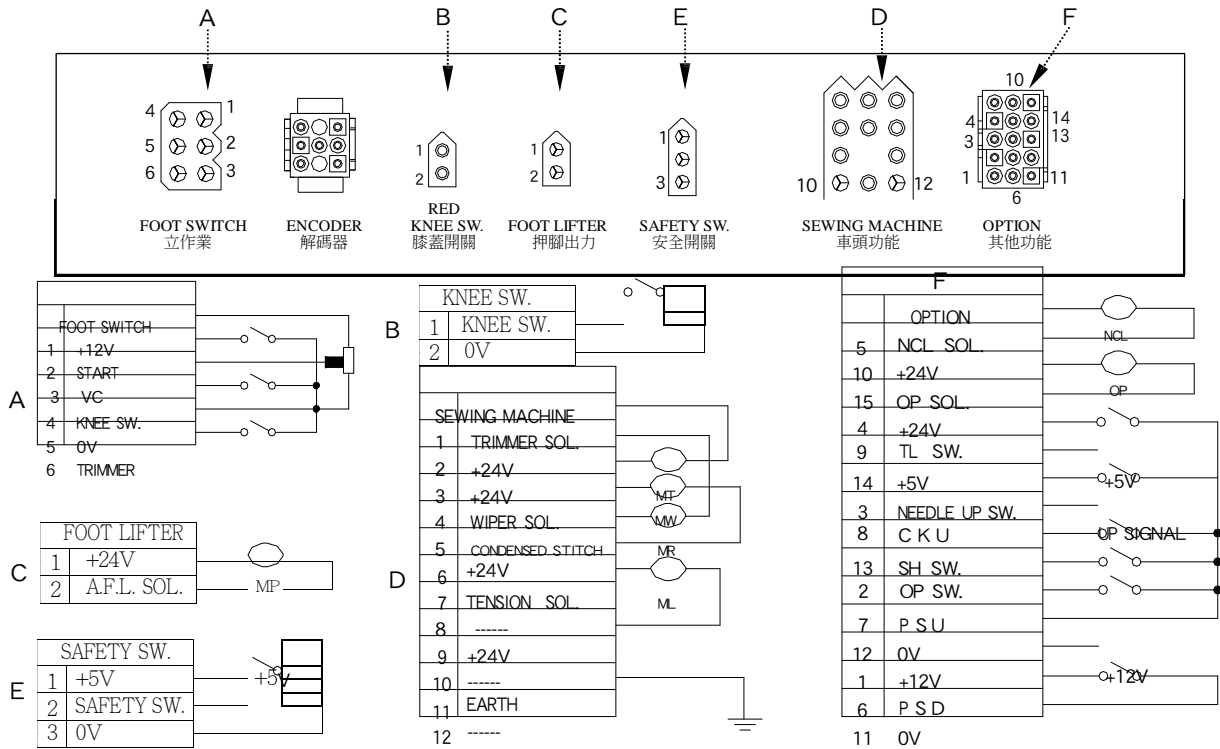 A B C E D F
4 1
5 2
6 3
FOOT SWITCH
立作業
ENCODER
解碼器
1
2
RED
KNEE SW.
膝蓋開關
1
2
FOOT LIFTER
押腳出力
1
3
SAFETY SW.
安全開關
10 12
SEWING MACHINE
車頭功能
10
4 14
3 13
1 11
6
OPTION
其他功能
A
FOOT SWITCH
1 +12V
2 START
3 VC
4 KNEE SW.
5 0V
6 TRIMMER
B
KNEE SW.
1 KNEE SW.
2 0V
C
FOOT LIFTER
1 +24V
2 A.F.L. SOL.
MP
D
SEWING MACHINE
1 TRIMMER SOL.
2 +24V
3 +24V
4 WIPER SOL.
5 CONDENSED STITCH
6 +24V
7 TENSION SOL.
8 ------
9 +24V
10 ------
11 EARTH
12 ------
MT
MW
MR
ML
E
SAFETY SW.
1 +5V
2 SAFETY SW.
3 0V
+5V
F
OPTION
5 NCL SOL.
10 +24V
15 OP SOL.
4 +24V
9 TL SW.
14 +5V
3 NEEDLE UP SW.
8 CKU
13 SH SW.
2 OP SW.
7 PSU
12 0V
1 +12V
6 PSD
11 0V
NCL
OP
+5V
UP SIGNAL
+12V